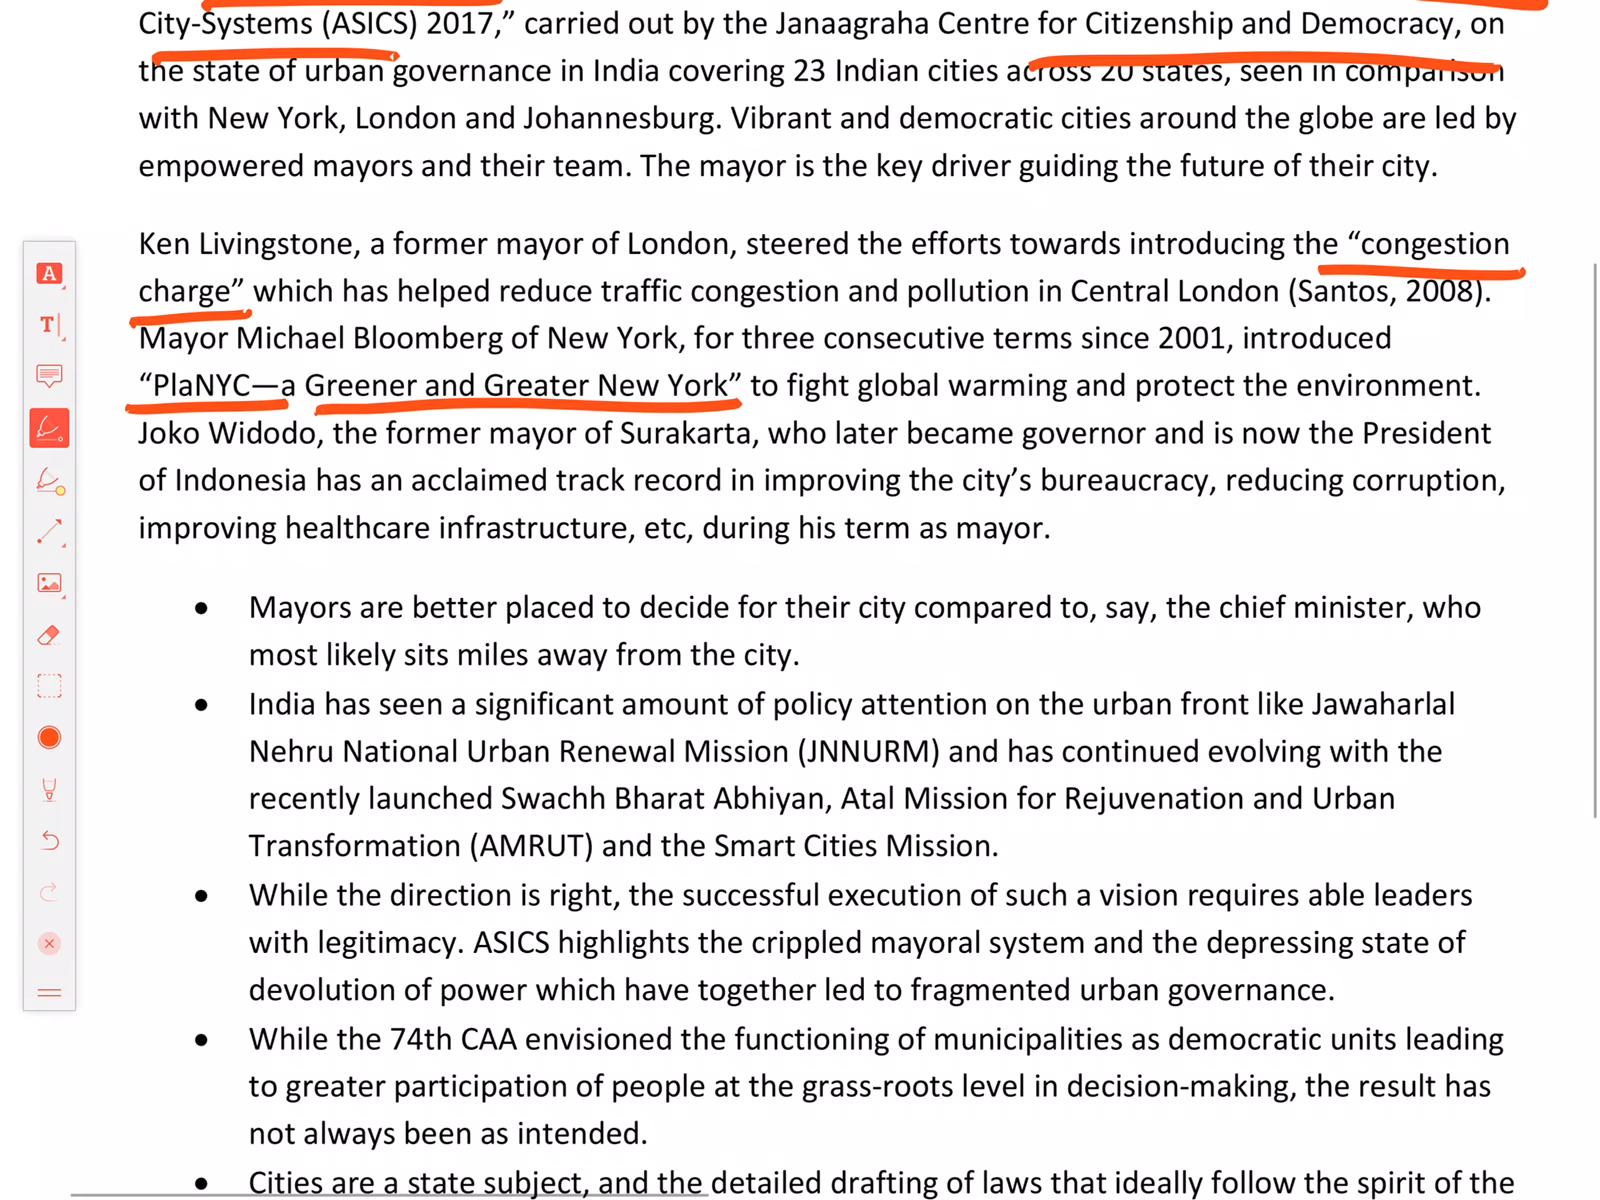 City-Systems (ASICS) 2017,” carried out by the Janaagraha Centre for Citizenship and Democracy, on
the state of urban governance in India covering 23 Indian cities across 20 states, seen in comparison
with New York, London and Johannesburg. Vibrant and democratic cities around the globe are led by
empowered mayors and their team. The mayor is the key driver guiding the future of their city.
Ken Livingstone, a former mayor of London, steered the efforts towards introducing the “congestion
charge” which has helped reduce traffic congestion and pollution in Central London (Santos, 2008).
Mayor Michael Bloomberg of New York, for three consecutive terms since 2001, introduced
“PlaNYC—a Greener and Greater New York” to fight global warming and protect the environment.
Joko Widodo, the former mayor of Surakarta, who later became governor and is now the President
of Indonesia has an acclaimed track record in improving the city’s bureaucracy, reducing corruption,
improving healthcare infrastructure, etc, during his term as mayor.
• Mayors are better placed to decide for their city compared to, say, the chief minister, who
most likely sits miles away from the city.
• India has seen a significant amount of policy attention on the urban front like Jawaharlal
Nehru National Urban Renewal Mission (JNNURM) and has continued evolving with the
recently launched Swachh Bharat Abhiyan, Atal Mission for Rejuvenation and Urban
Transformation (AMRUT) and the Smart Cities Mission.
• While the direction is right, the successful execution of such a vision requires able leaders
with legitimacy. ASICS highlights the crippled mayoral system and the depressing state of
devolution of power which have together led to fragmented urban governance.
• While the 74th CAA envisioned the functioning of municipalities as democratic units leading
to greater participation of people at the grass-roots level in decision-making, the result has
not always been as intended.
• Cities are a state subject, and the detailed drafting of laws that ideally follow the spirit of the